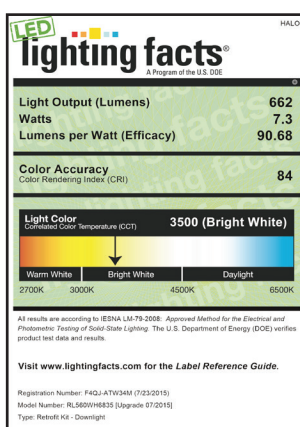 HALO
LED
lighting facts®
A Program of the U.S. DOE
Light Output (Lumens) 662
Watts 7.3
Lumens per Watt (Efficacy) 90.68
Color Accuracy 84
Color Rendering Index (CRI)
Light Color 3500 (Bright White)
Correlated Color Temperature (CCT)
Warm White Bright White Daylight
2700K 3000K 4500K 6500K
All results are according to IESNA LM-79-2008: Approved Method for the Electrical and
Photometric Testing of Solid-State Lighting. The U.S. Department of Energy (DOE) verifies
product test data and results.
Visit www.lightingfacts.com for the Label Reference Guide.
Registration Number: F4QJ-ATW34M (7/23/2015)
Model Number: RL560WH6835 [Upgrade 07/2015]
Type: Retrofit Kit - Downlight